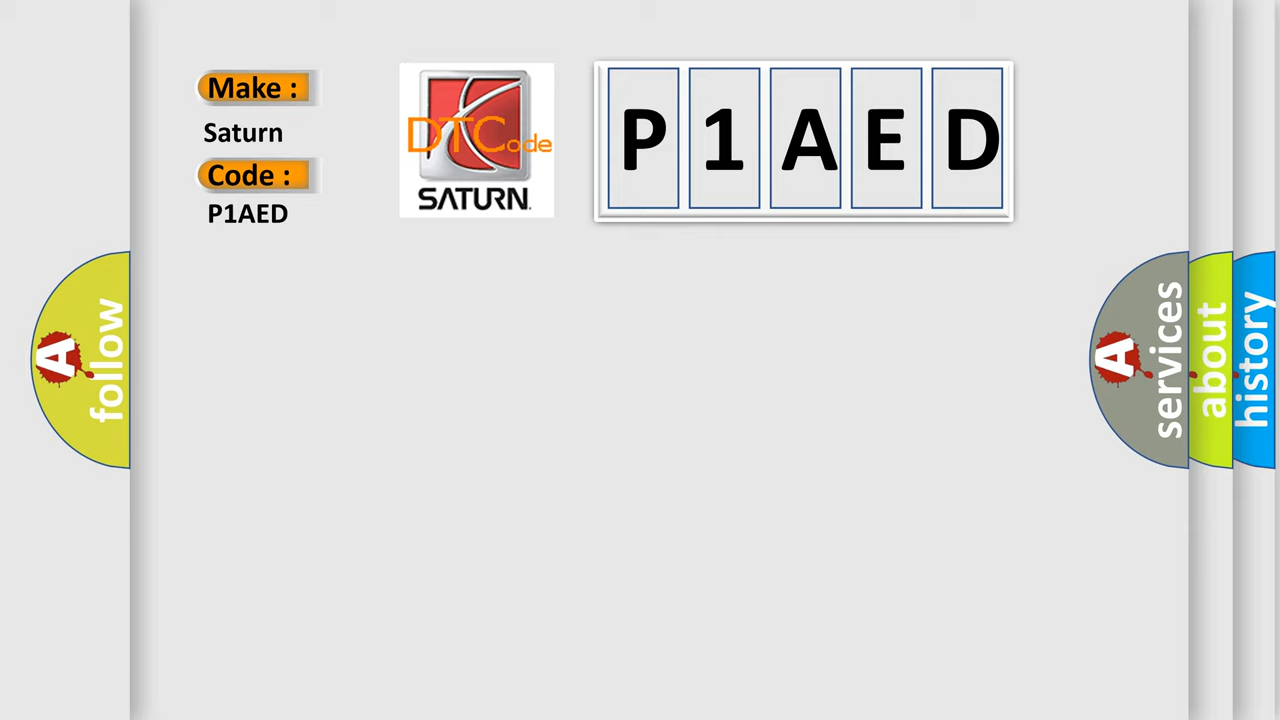 Make :
Saturn
Code :
P1AED
DTCode
SATURN
P 1 A E D
A follow
A services
about
history